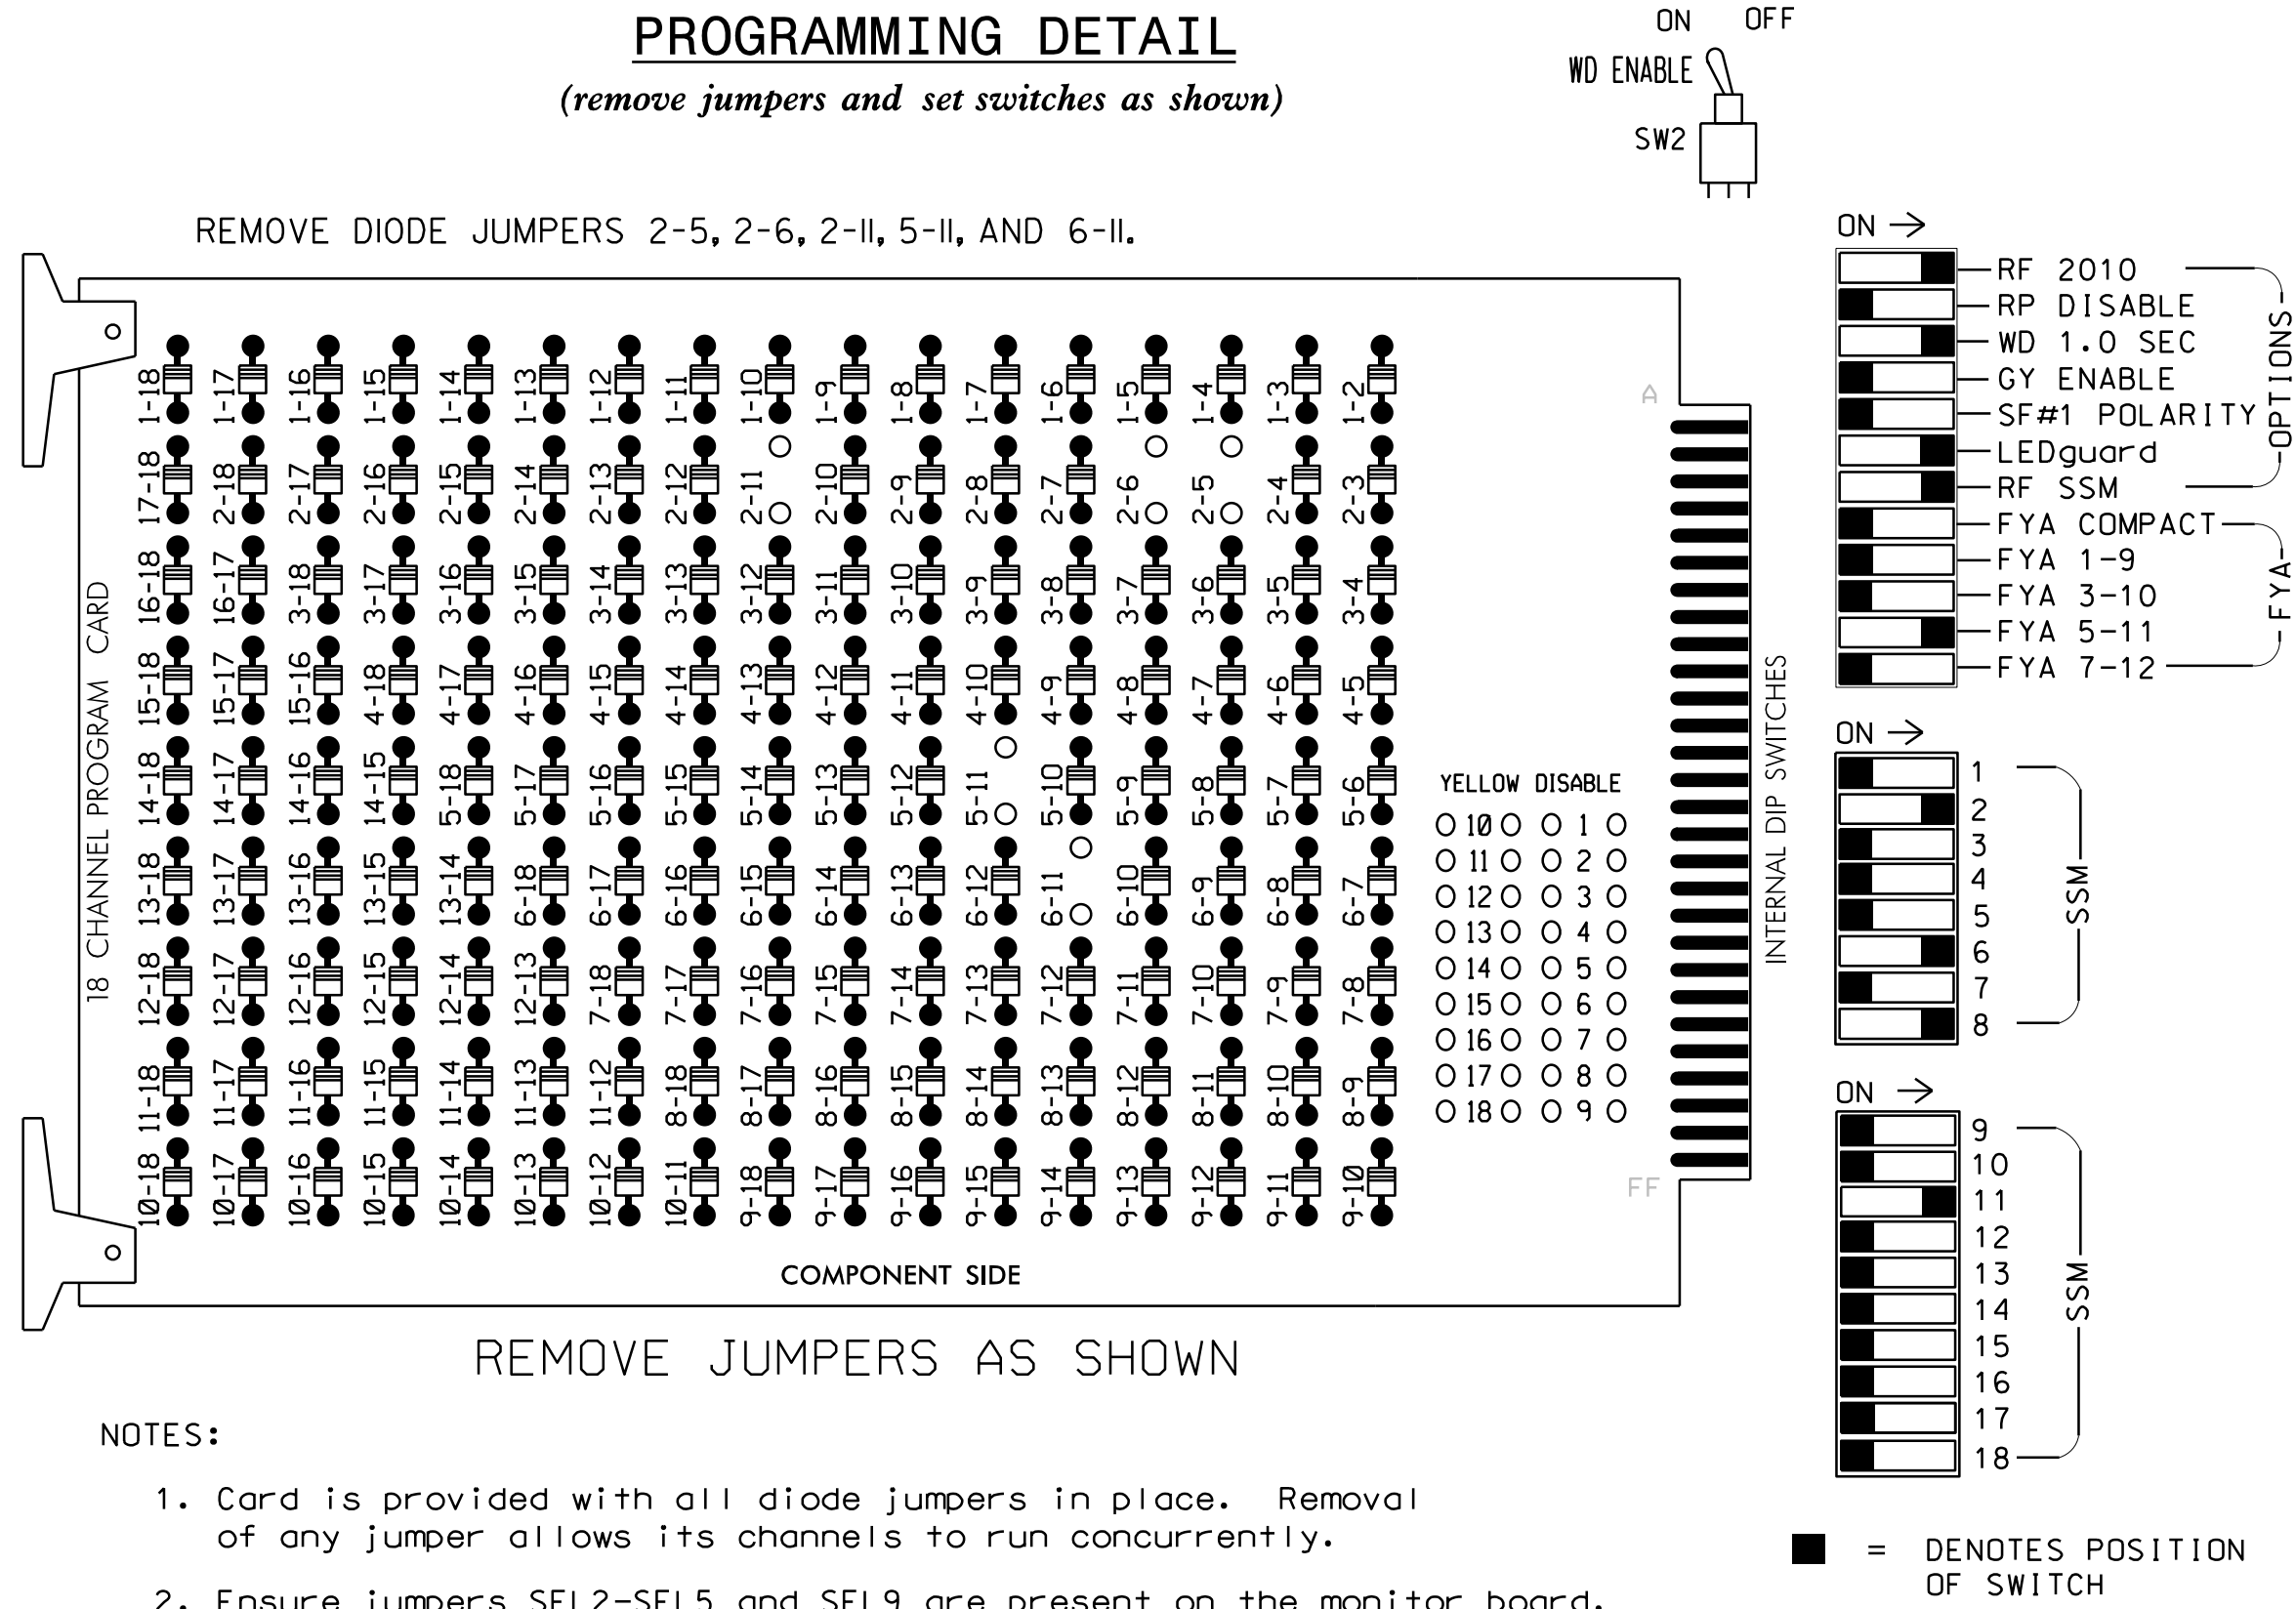 PROGRAMMING DETAIL
(remove jumpers and set switches as shown)
ON OFF
WD ENABLE
SW2
REMOVE DIODE JUMPERS 2-5, 2-6, 2-11, 5-11, AND 6-11.
1-18 1-17 1-16 1-15 1-14 1-13 1-12 1-11 1-10 1-9 1-8 1-7 1-6 1-5 1-4 1-3 1-2
17-18 2-18 2-17 2-16 2-15 2-14 2-13 2-12 2-11 2-10 2-9 2-8 2-7 2-6 2-5 2-4 2-3
16-18 16-17 3-18 3-17 3-16 3-15 3-14 3-13 3-12 3-11 3-10 3-9 3-8 3-7 3-6 3-5 3-4
15-18 15-17 15-16 4-18 4-17 4-16 4-15 4-14 4-13 4-12 4-11 4-10 4-9 4-8 4-7 4-6 4-5
14-18 14-17 14-16 14-15 5-18 5-17 5-16 5-15 5-14 5-13 5-12 5-11 5-10 5-9 5-8 5-7 5-6
13-18 13-17 13-16 13-15 13-14 6-18 6-17 6-16 6-15 6-14 6-13 6-12 6-11 6-10 6-9 6-8 6-7
12-18 12-17 12-16 12-15 12-14 12-13 7-18 7-17 7-16 7-15 7-14 7-13 7-12 7-11 7-10 7-9 7-8
11-18 11-17 11-16 11-15 11-14 11-13 11-12 8-18 8-17 8-16 8-15 8-14 8-13 8-12 8-11 8-10 8-9
10-18 10-17 10-16 10-15 10-14 10-13 10-12 10-11 9-18 9-17 9-16 9-15 9-14 9-13 9-12 9-11 9-10
18 CHANNEL PROGRAM CARD
COMPONENT SIDE
A
FF
YELLOW DISABLE
10 1
11 2
12 3
13 4
14 5
15 6
16 7
17 8
18 9
INTERNAL DIP SWITCHES
ON →
RF 2010
RP DISABLE
WD 1.0 SEC
GY ENABLE
SF#1 POLARITY
LEDguard
RF SSM
OPTIONS
FYA COMPACT
FYA 1-9
FYA 3-10
FYA 5-11
FYA 7-12
FYA
ON →
1
2
3
4
5
6
7
8
SSM
ON →
9
10
11
12
13
14
15
16
17
18
SSM
REMOVE JUMPERS AS SHOWN
NOTES:
1. Card is provided with all diode jumpers in place. Removal
of any jumper allows its channels to run concurrently.
2. Ensure jumpers SEL2-SEL5 and SEL9 are present on the monitor board.
= DENOTES POSITION
OF SWITCH